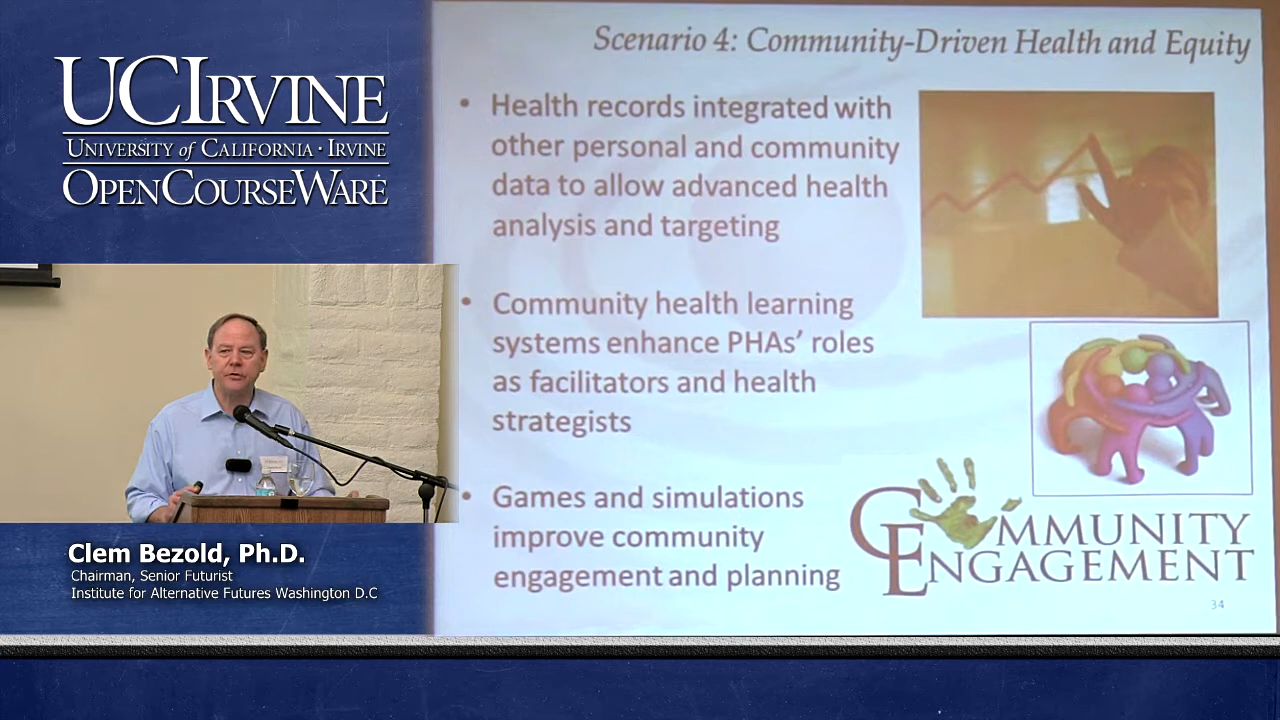 UCIRVINE
UNIVERSITY of CALIFORNIA · IRVINE
OPENCOURSEWARE
Scenario 4: Community-Driven Health and Equity
• Health records integrated with
other personal and community
data to allow advanced health
analysis and targeting
• Community health learning
systems enhance PHAs' roles
as facilitators and health
strategists
• Games and simulations
improve community
engagement and planning
COMMUNITY
ENGAGEMENT
34
Clem Bezold, Ph.D.
Chairman, Senior Futurist
Institute for Alternative Futures Washington D.C